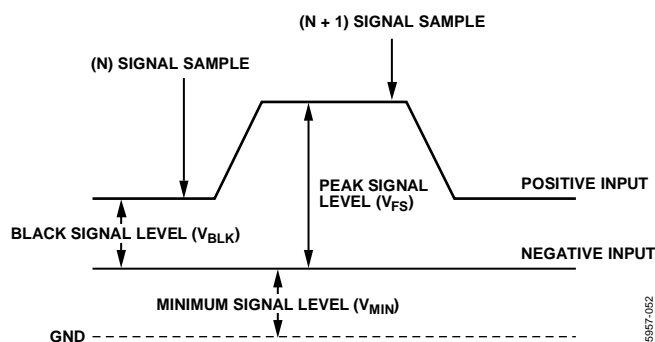 (N + 1) SIGNAL SAMPLE
(N) SIGNAL SAMPLE
PEAK SIGNAL
LEVEL (VFS)
POSITIVE INPUT
BLACK SIGNAL LEVEL (VBLK)
NEGATIVE INPUT
MINIMUM SIGNAL LEVEL (VMIN)
GND
5957-052